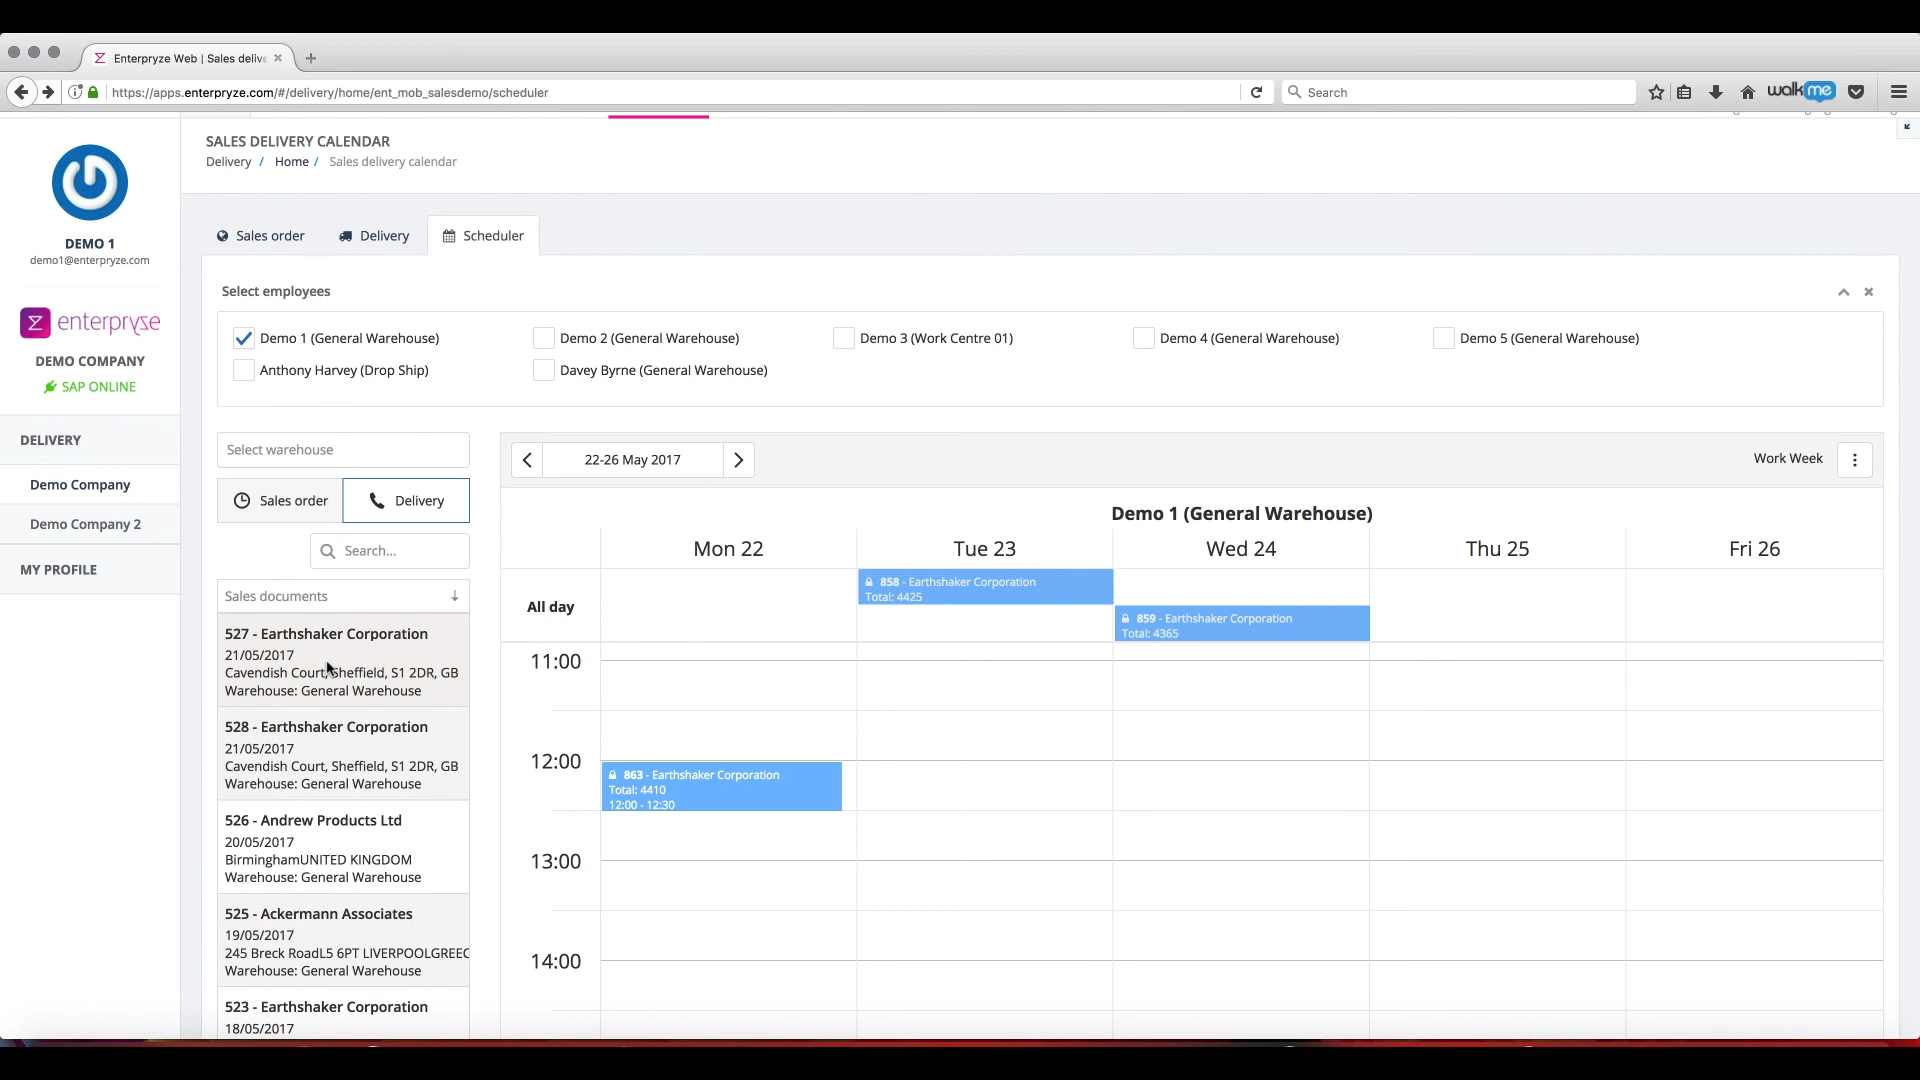 Enterpryze Web | Sales delive
https://apps.enterpryze.com/#/delivery/home/ent_mob_salesdemo/scheduler
Search
walkme
SALES DELIVERY CALENDAR
Delivery / Home / Sales delivery calendar
DEMO 1
demo1@enterpryze.com
enterpryze
DEMO COMPANY
SAP ONLINE
DELIVERY
Demo Company
Demo Company 2
MY PROFILE
Sales order
Delivery
Scheduler
Select employees
Demo 1 (General Warehouse)
Demo 2 (General Warehouse)
Demo 3 (Work Centre 01)
Demo 4 (General Warehouse)
Demo 5 (General Warehouse)
Anthony Harvey (Drop Ship)
Davey Byrne (General Warehouse)
Select warehouse
Sales order
Delivery
Search...
Sales documents
527 - Earthshaker Corporation
21/05/2017
Cavendish Court, Sheffield, S1 2DR, GB
Warehouse: General Warehouse
528 - Earthshaker Corporation
21/05/2017
Cavendish Court, Sheffield, S1 2DR, GB
Warehouse: General Warehouse
526 - Andrew Products Ltd
20/05/2017
BirminghamUNITED KINGDOM
Warehouse: General Warehouse
525 - Ackermann Associates
19/05/2017
245 Breck RoadL5 6PT LIVERPOOLGREEC
Warehouse: General Warehouse
523 - Earthshaker Corporation
18/05/2017
22-26 May 2017
Work Week
Demo 1 (General Warehouse)
Mon 22
Tue 23
Wed 24
Thu 25
Fri 26
All day
858 - Earthshaker Corporation
Total: 4425
859 - Earthshaker Corporation
Total: 4365
11:00
12:00
863 - Earthshaker Corporation
Total: 4410
12:00 - 12:30
13:00
14:00